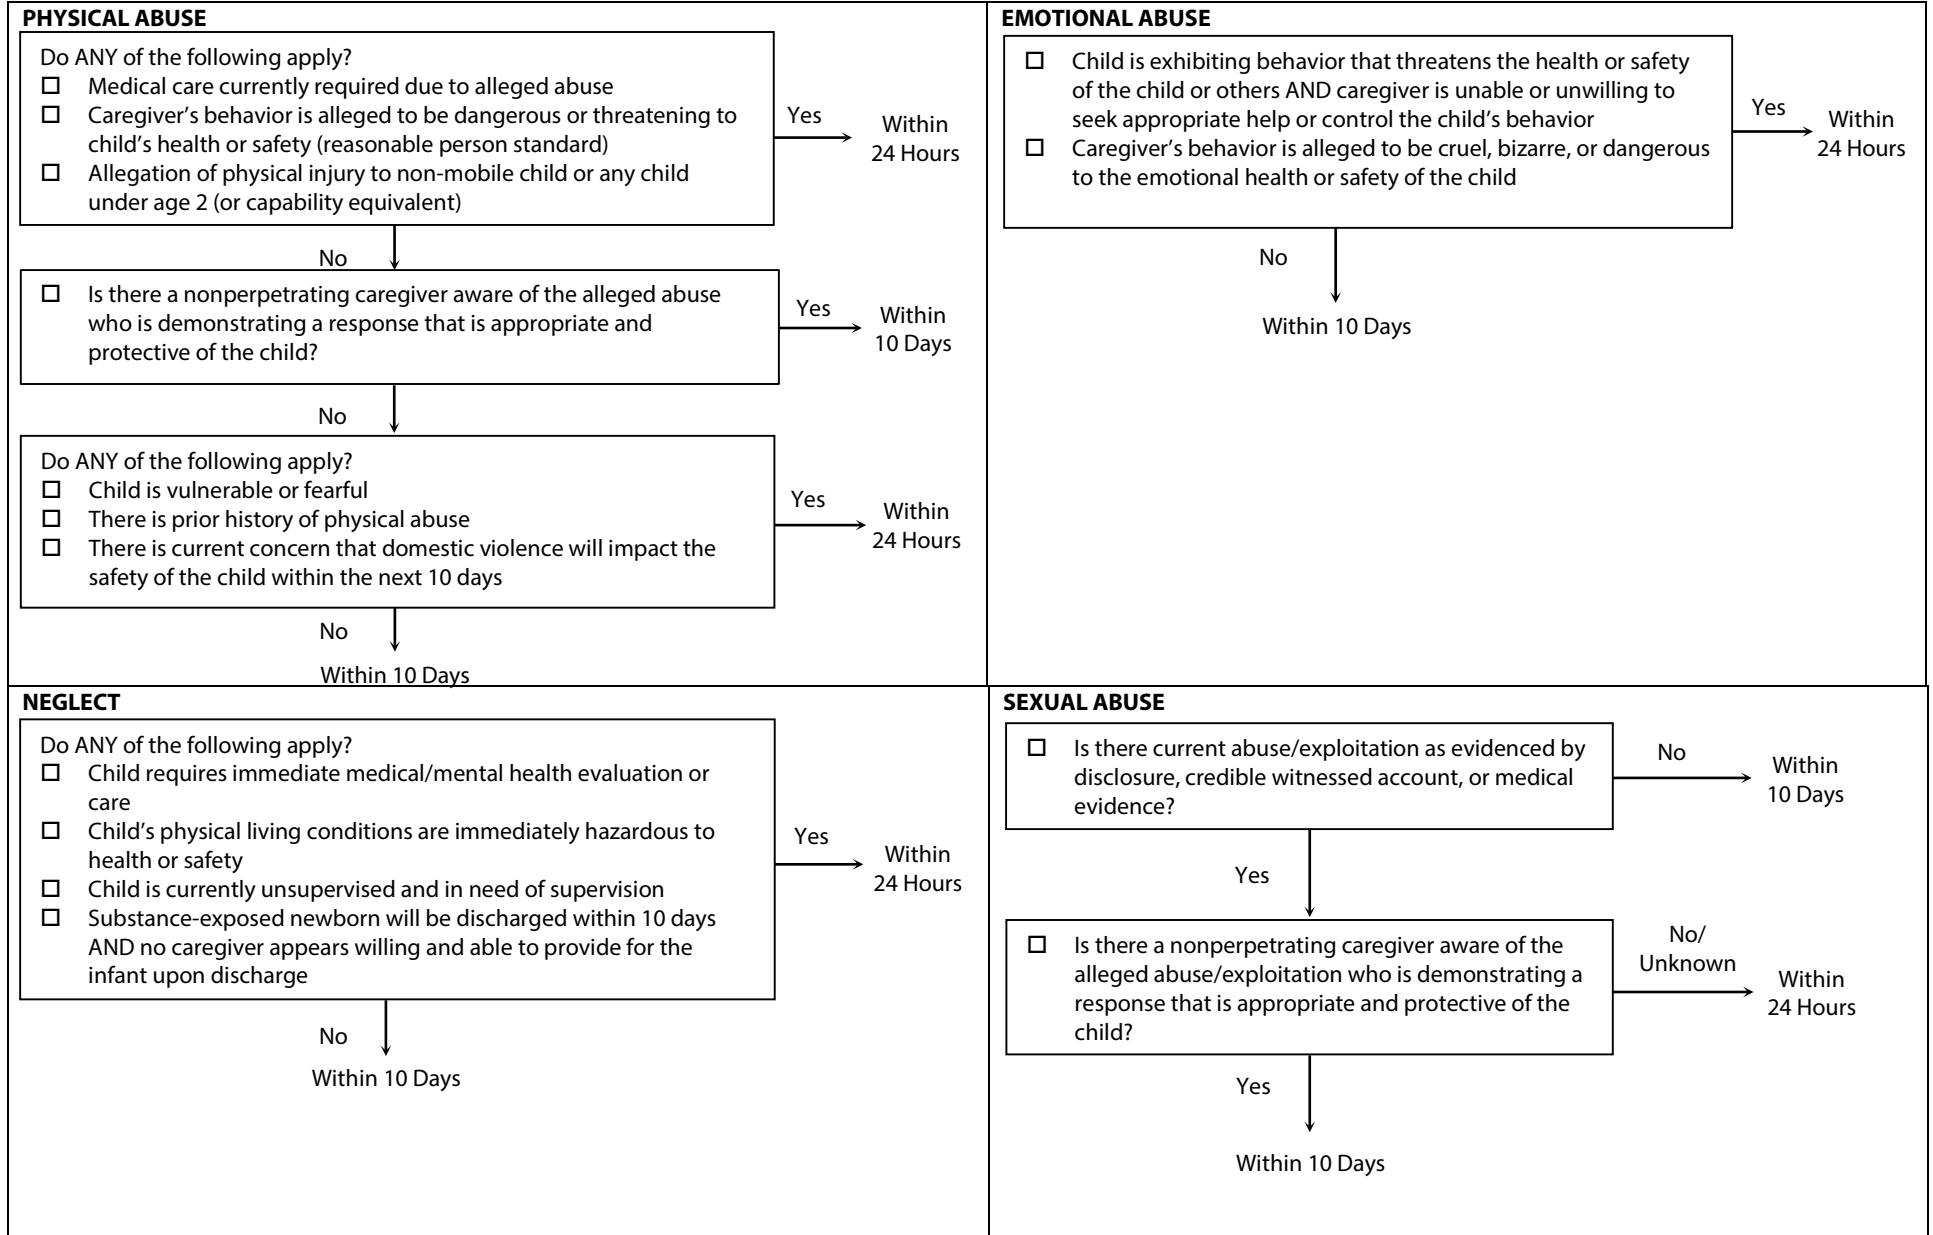 PHYSICAL ABUSE
Do ANY of the following apply?
☐ Medical care currently required due to alleged abuse
☐ Caregiver’s behavior is alleged to be dangerous or threatening to
child’s health or safety (reasonable person standard)
☐ Allegation of physical injury to non-mobile child or any child
under age 2 (or capability equivalent)
Yes
Within
24 Hours
No
☐ Is there a nonperpetrating caregiver aware of the alleged abuse
who is demonstrating a response that is appropriate and
protective of the child?
Yes
Within
10 Days
No
Do ANY of the following apply?
☐ Child is vulnerable or fearful
☐ There is prior history of physical abuse
☐ There is current concern that domestic violence will impact the
safety of the child within the next 10 days
Yes
Within
24 Hours
No
Within 10 Days
EMOTIONAL ABUSE
☐ Child is exhibiting behavior that threatens the health or safety
of the child or others AND caregiver is unable or unwilling to
seek appropriate help or control the child’s behavior
☐ Caregiver’s behavior is alleged to be cruel, bizarre, or dangerous
to the emotional health or safety of the child
Yes
Within
24 Hours
No
Within 10 Days
NEGLECT
Do ANY of the following apply?
☐ Child requires immediate medical/mental health evaluation or
care
☐ Child’s physical living conditions are immediately hazardous to
health or safety
☐ Child is currently unsupervised and in need of supervision
☐ Substance-exposed newborn will be discharged within 10 days
AND no caregiver appears willing and able to provide for the
infant upon discharge
Yes
Within
24 Hours
No
Within 10 Days
SEXUAL ABUSE
☐ Is there current abuse/exploitation as evidenced by
disclosure, credible witnessed account, or medical
evidence?
No
Within
10 Days
Yes
☐ Is there a nonperpetrating caregiver aware of the
alleged abuse/exploitation who is demonstrating a
response that is appropriate and protective of the
child?
No/
Unknown
Within
24 Hours
Yes
Within 10 Days